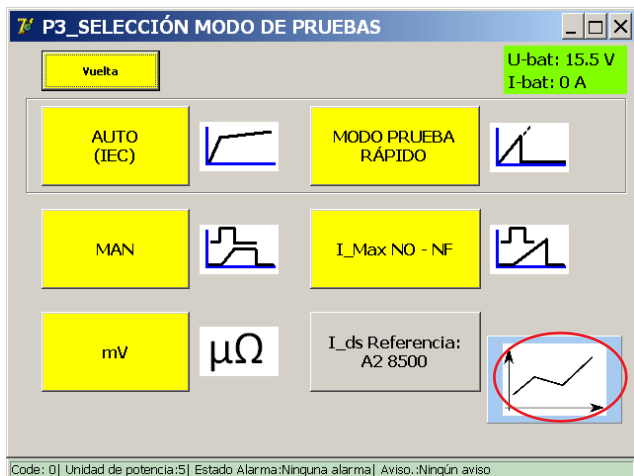 P3_SELECCIÓN MODO DE PRUEBAS
Vuelta
U-bat: 15.5 V
I-bat: 0 A
AUTO
(IEC)
MODO PRUEBA
RÁPIDO
MAN
I_Max NO - NF
mV
μΩ
I_ds Referencia:
A2 8500
Code: 0| Unidad de potencia:5| Estado Alarma:Ninguna alarma| Aviso.:Ningún aviso